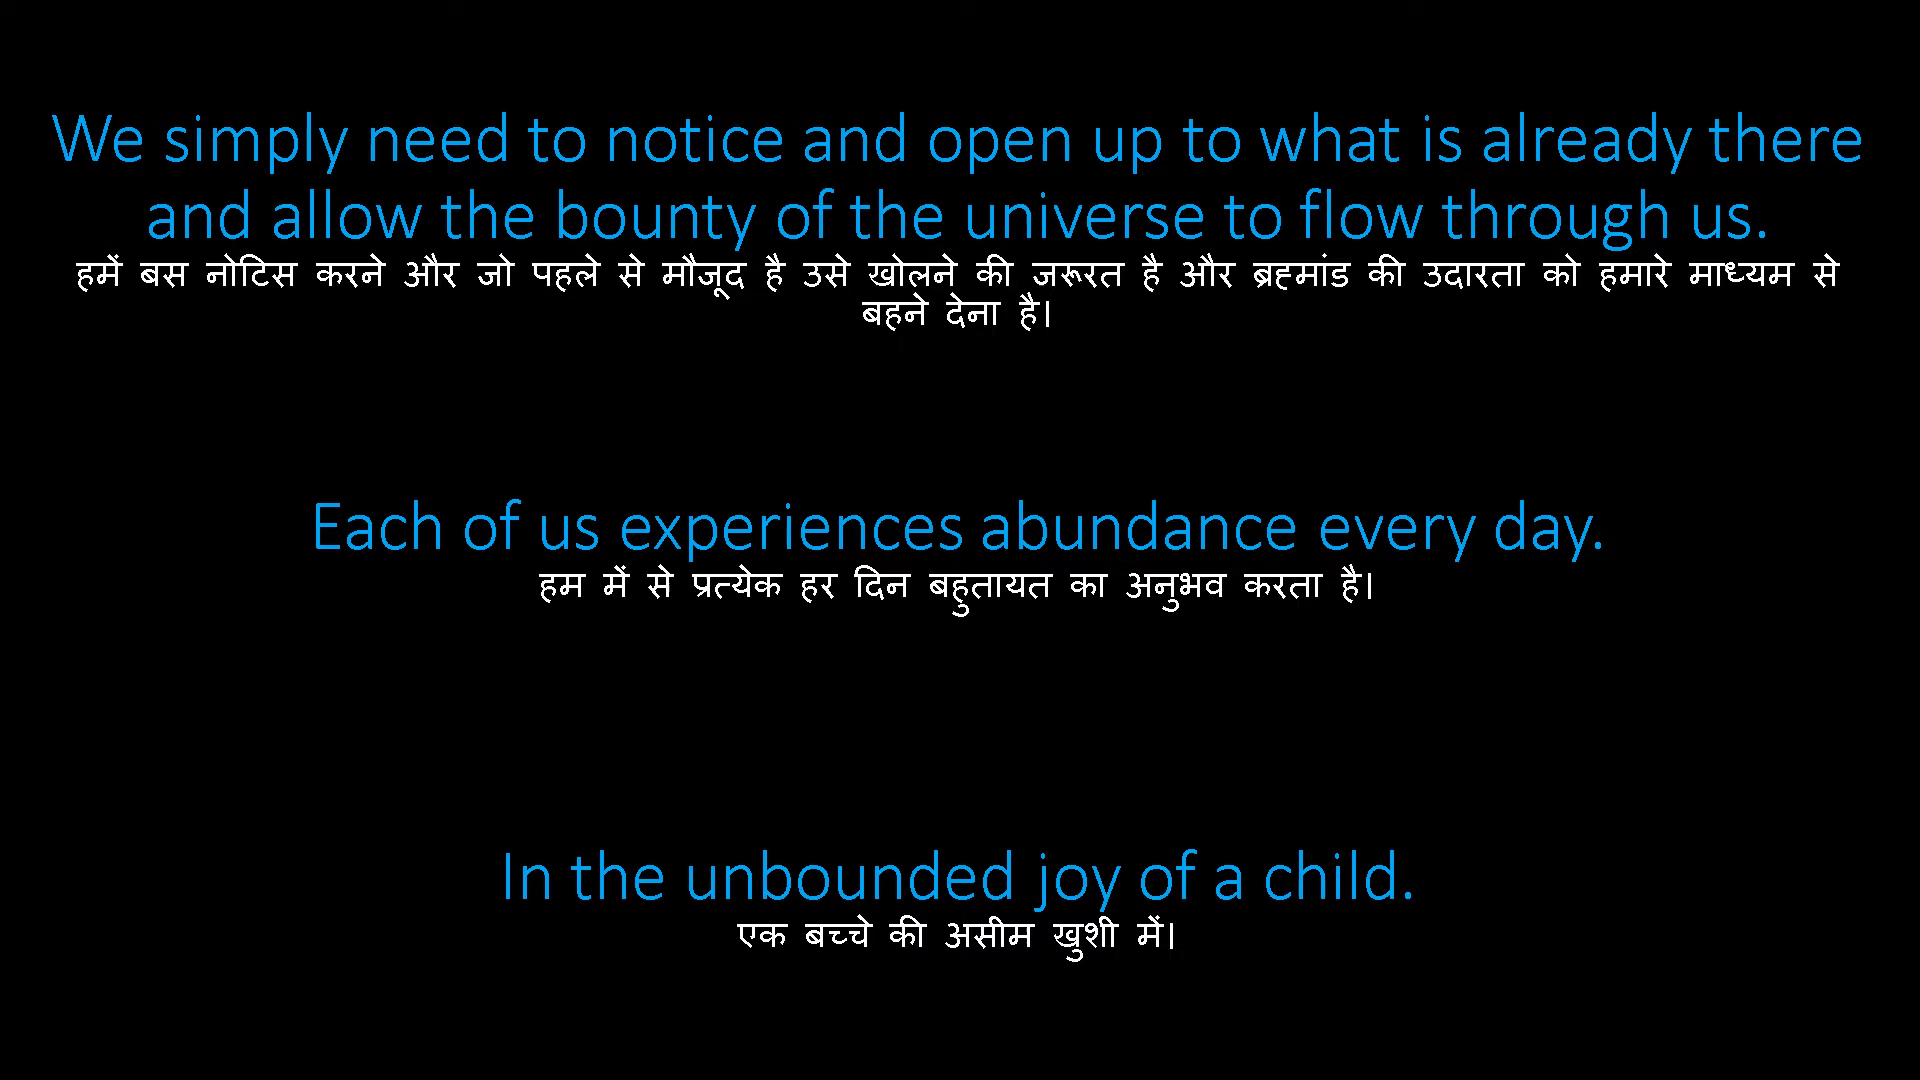 We simply need to notice and open up to what is already there
and allow the bounty of the universe to flow through us.
हमें बस नोटिस करने और जो पहले से मौजूद है उसे खोलने की जरूरत है और ब्रह्मांड की उदारता को हमारे माध्यम से
बहने देना है।
Each of us experiences abundance every day.
हम में से प्रत्येक हर दिन बहुतायत का अनुभव करता है।
In the unbounded joy of a child.
एक बच्चे की असीम खुशी में।